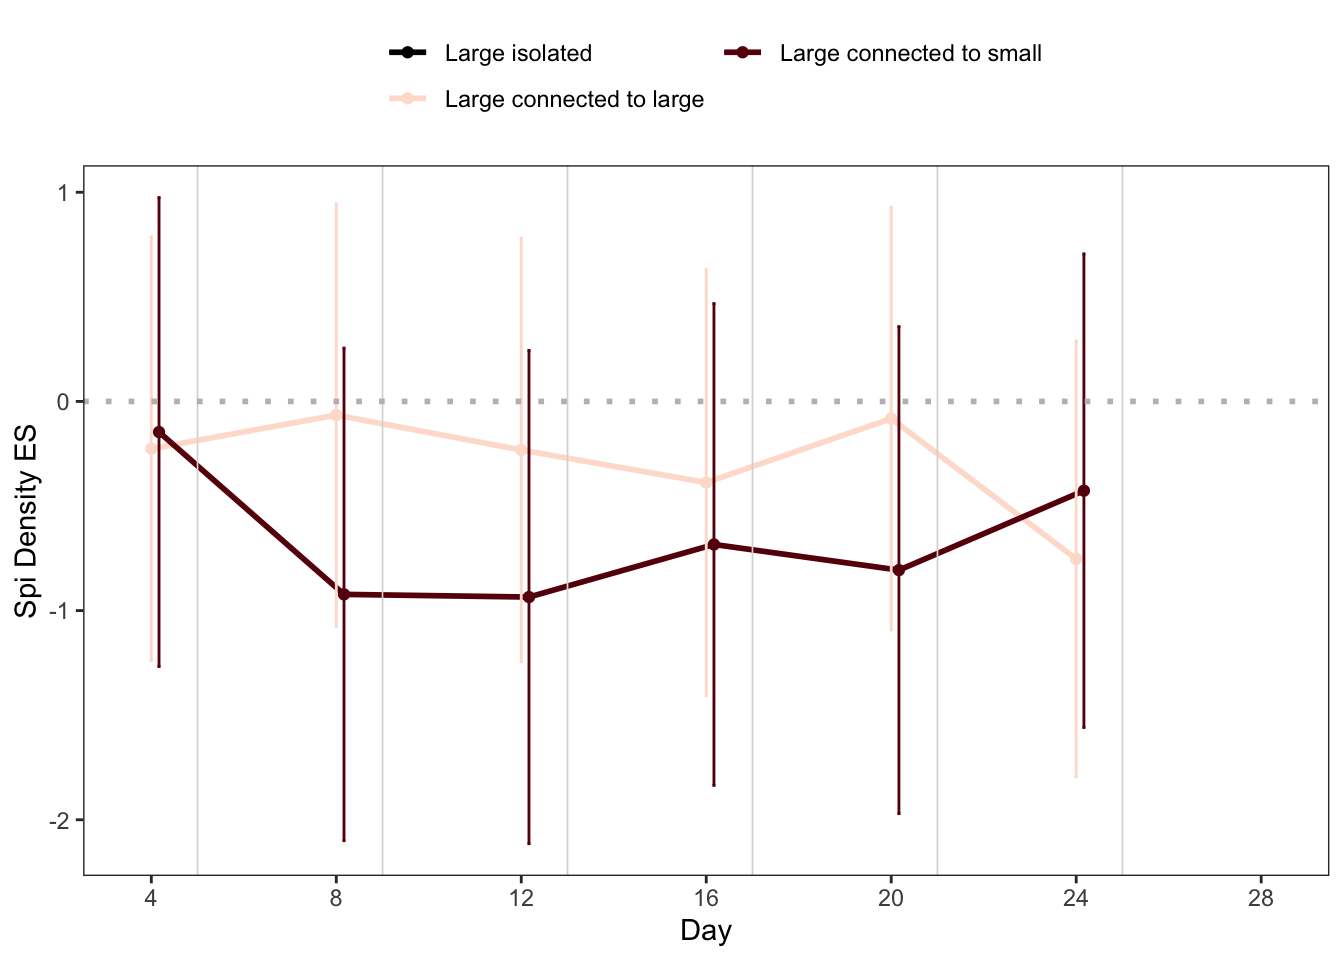 Large isolated
Large connected to small
Large connected to large
1
0
-1
-2
Spi Density ES
4 8 12 16 20 24 28
Day